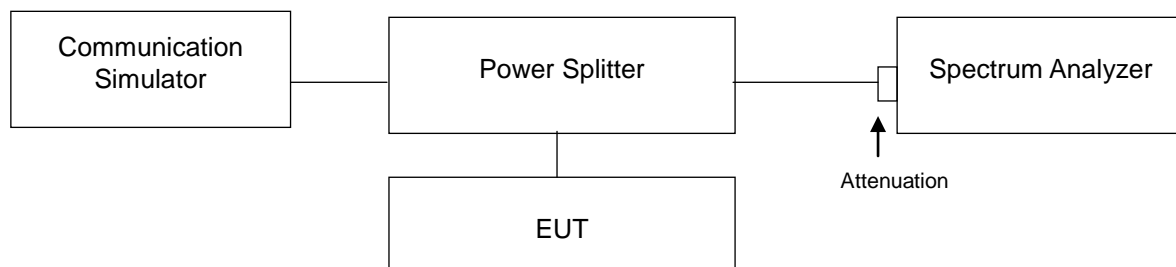 Communication
Simulator
Power Splitter
Spectrum Analyzer
Attenuation
EUT